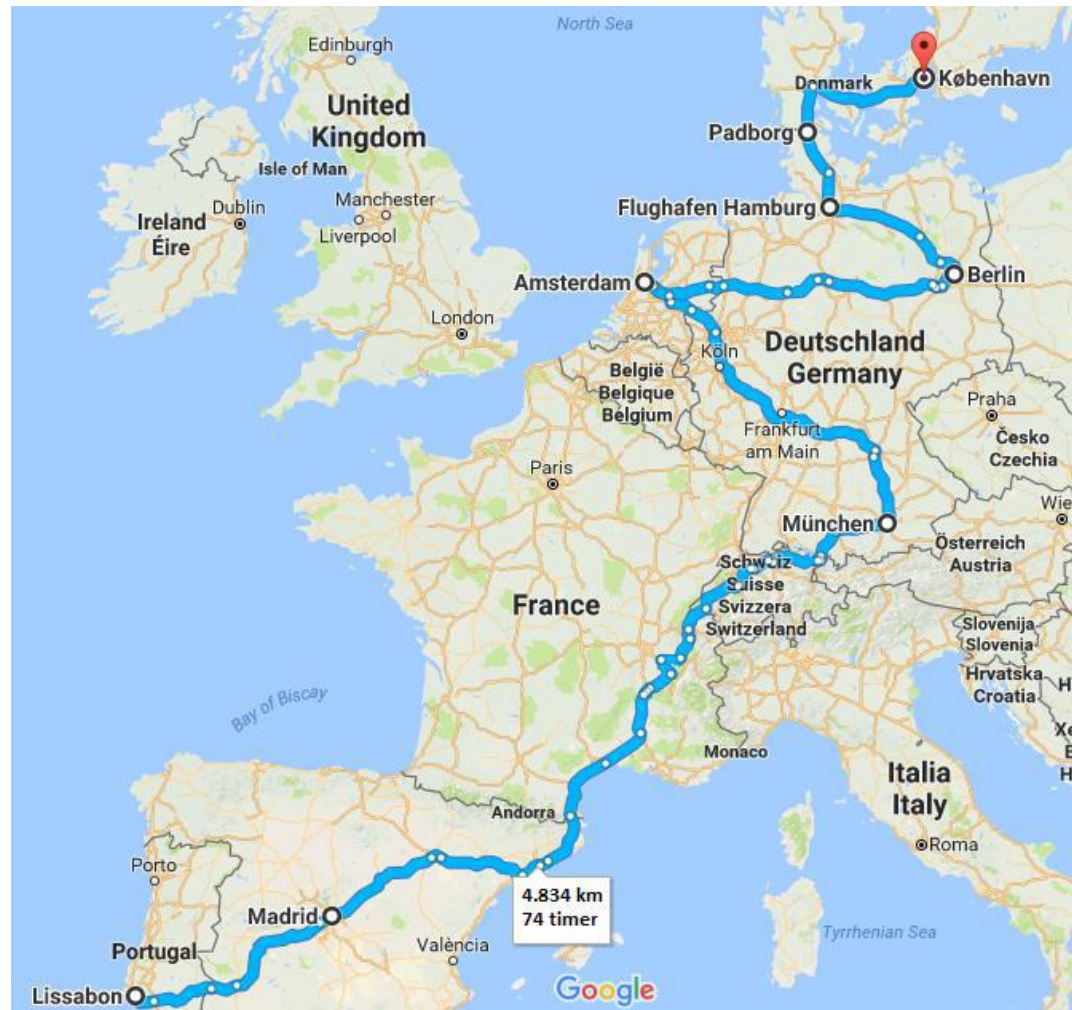 North Sea
Edinburgh
United
Kingdom
Isle of Man
Ireland
Éire
Dublin
Manchester
Liverpool
London
Denmark
København
Padborg
Flughafen Hamburg
Amsterdam
Berlin
Deutschland
Germany
Köln
België
Belgique
Belgium
Frankfurt
am Main
Praha
Česko
Czechia
Paris
München
Wie
Österreich
Austria
Schweiz
Suisse
Svizzera
Switzerland
France
Slovenija
Slovenia
Hrvatska
Croatia
Bay of Biscay
Monaco
Italia
Italy
Roma
Andorra
Porto
Madrid
4.834 km
74 timer
Portugal
València
Tyrrhenian Sea
Lissabon
Google